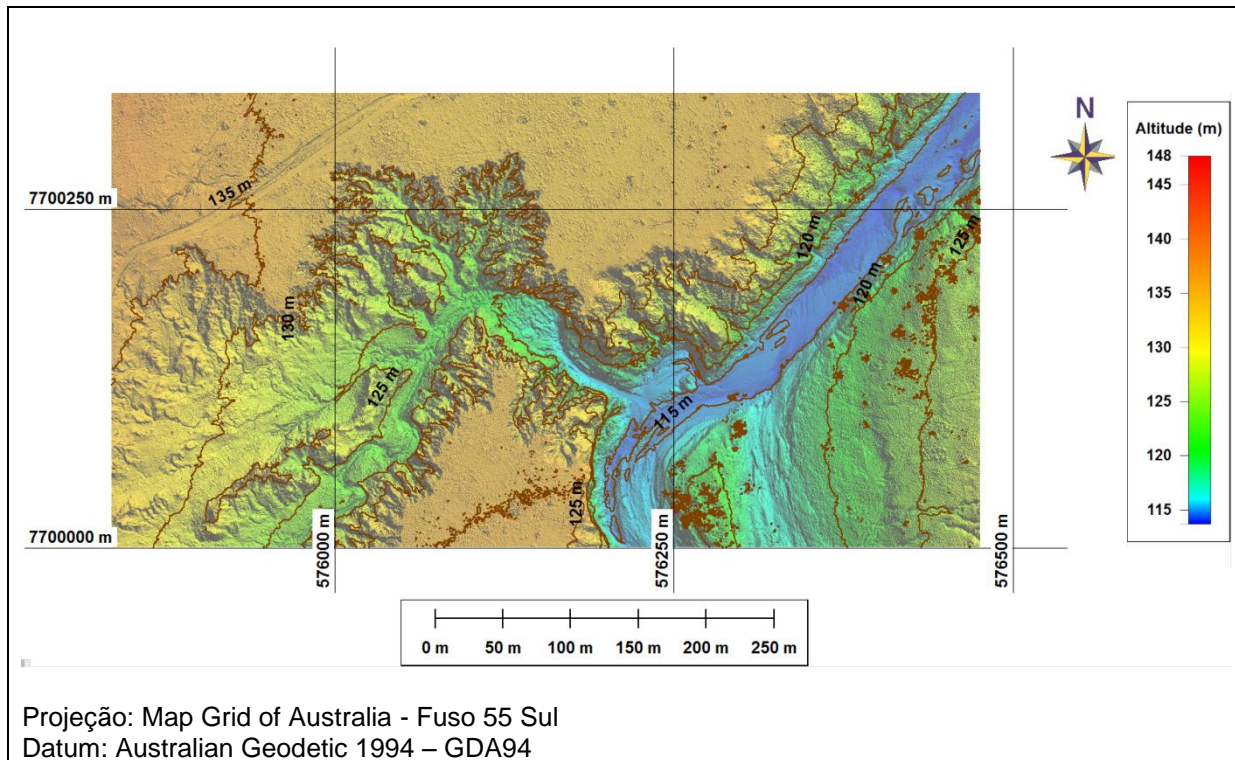 N
Altitude (m)
148
145
140
135
130
125
120
115
7700250 m
7700000 m
135 m
130 m
125 m
125 m
115 m
120 m
120 m
125 m
576000 m
576250 m
576500 m
0 m 50 m 100 m 150 m 200 m 250 m
Projeção: Map Grid of Australia - Fuso 55 Sul
Datum: Australian Geodetic 1994 – GDA94